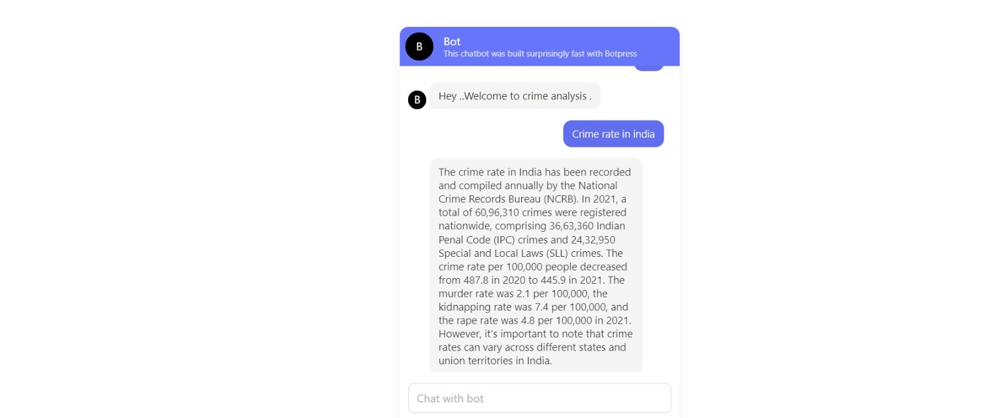 B
Bot
This chatbot was built surprisingly fast with Botpress
Hey ..Welcome to crime analysis .
B
Crime rate in india
The crime rate in India has been recorded
and compiled annually by the National
Crime Records Bureau (NCRB). In 2021, a
total of 60,96,310 crimes were registered
nationwide, comprising 36,63,360 Indian
Penal Code (IPC) crimes and 24,32,950
Special and Local Laws (SLL) crimes. The
crime rate per 100,000 people decreased
from 487.8 in 2020 to 445.9 in 2021. The
murder rate was 2.1 per 100,000, the
kidnapping rate was 7.4 per 100,000, and
the rape rate was 4.8 per 100,000 in 2021.
However, it's important to note that crime
rates can vary across different states and
union territories in India.
Chat with bot